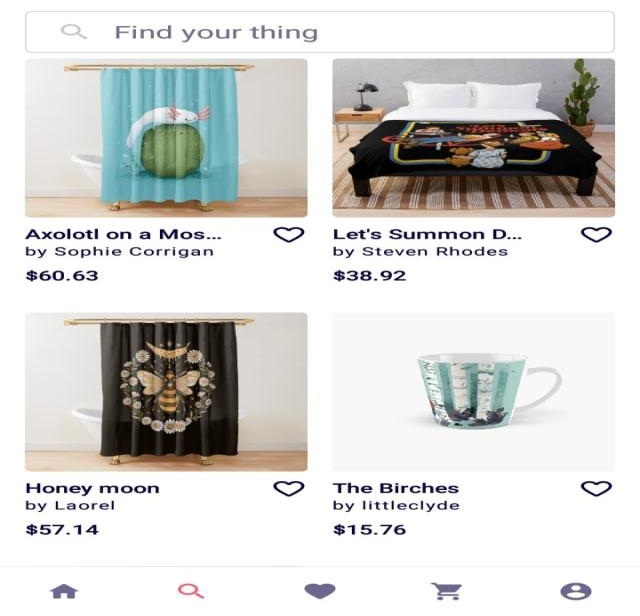 Find your thing
Axolotl on a Mos...
by Sophie Corrigan
$60.63
Let's Summon D...
by Steven Rhodes
$38.92
Honey moon
by Laorel
$57.14
The Birches
by littleclyde
$15.76